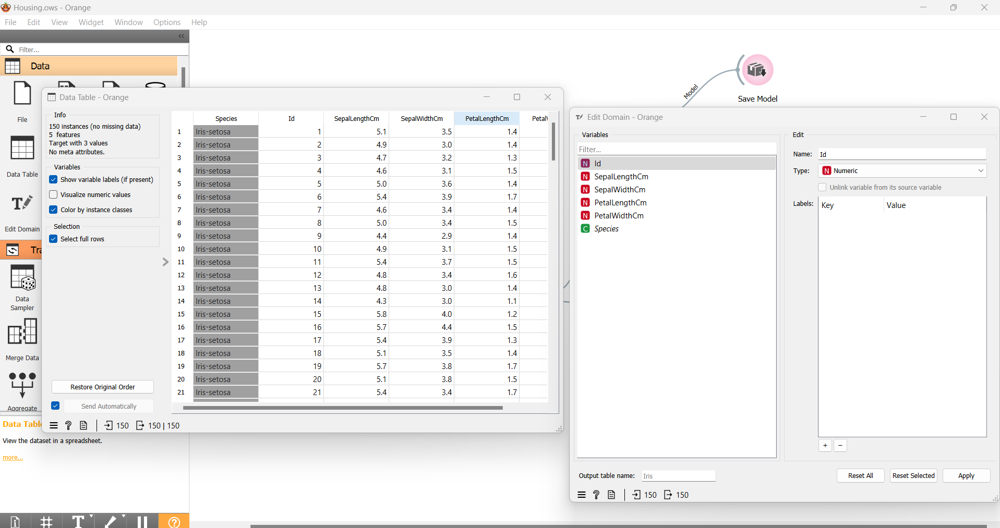 Housing.ows - Orange
File Edit View Widget Window Options Help
Filter...
Data
File
Data Table
Edit Domain
Data
Sampler
Merge Data
Aggregate
View the dataset in a spreadsheet.
more...
Data Table - Orange
Info
150 instances (no missing data)
5 features
Target with 3 values
No meta attributes.
Variables
Show variable labels (if present)
Visualize numeric values
Color by instance classes
Selection
Select full rows
Restore Original Order
Send Automatically
150 150 | 150
Species Id SepalLengthCm SepalWidthCm PetalLengthCm
1 Iris-setosa 1 5.1 3.5 1.4
2 Iris-setosa 2 4.9 3.0 1.4
3 Iris-setosa 3 4.7 3.2 1.3
4 Iris-setosa 4 4.6 3.1 1.5
5 Iris-setosa 5 5.0 3.6 1.4
6 Iris-setosa 6 5.4 3.9 1.7
7 Iris-setosa 7 4.6 3.4 1.4
8 Iris-setosa 8 5.0 3.4 1.5
9 Iris-setosa 9 4.4 2.9 1.4
10 Iris-setosa 10 4.9 3.1 1.5
11 Iris-setosa 11 5.4 3.7 1.5
12 Iris-setosa 12 4.8 3.4 1.6
13 Iris-setosa 13 4.8 3.0 1.4
14 Iris-setosa 14 4.3 3.0 1.1
15 Iris-setosa 15 5.8 4.0 1.2
16 Iris-setosa 16 5.7 4.4 1.5
17 Iris-setosa 17 5.4 3.9 1.3
18 Iris-setosa 18 5.1 3.5 1.4
19 Iris-setosa 19 5.7 3.8 1.7
20 Iris-setosa 20 5.1 3.8 1.5
21 Iris-setosa 21 5.4 3.4 1.7
Model
Save Model
Edit Domain - Orange
Variables
Filter...
N Id
N SepalLengthCm
N SepalWidthCm
N PetalLengthCm
N PetalWidthCm
C Species
Edit
Name: Id
Type: N Numeric
Unlink variable from its source variable
Labels: Key Value
Output table name: Iris
Reset All Reset Selected Apply
150 150